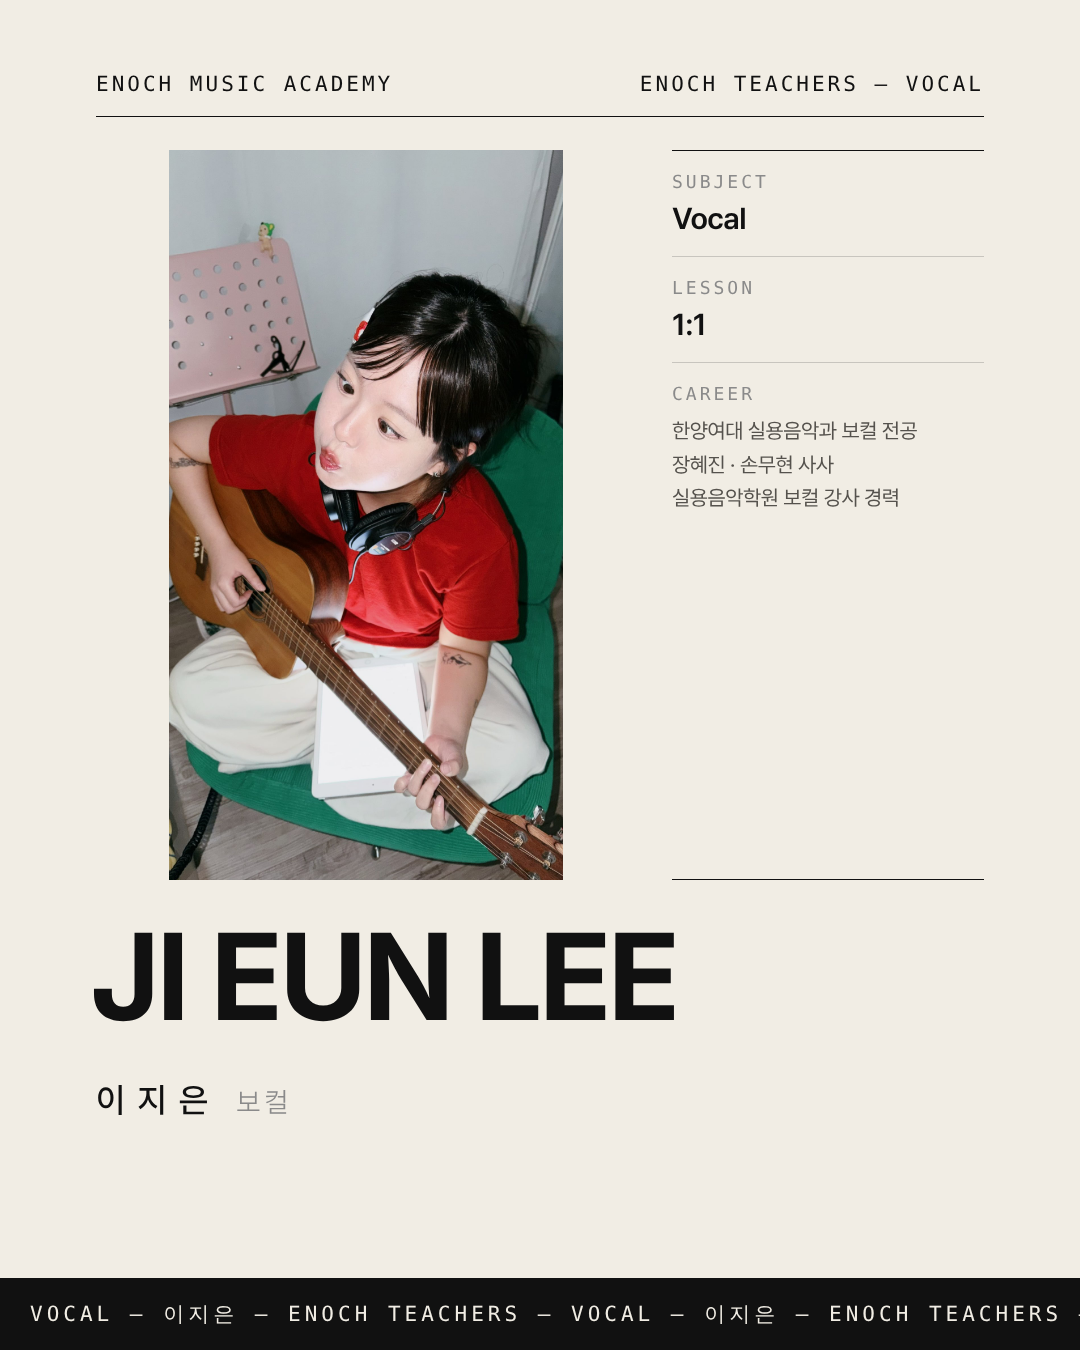 ENOCH MUSIC ACADEMY
ENOCH TEACHERS — VOCAL
SUBJECT
Vocal
LESSON
1:1
CAREER
한양여대 실용음악과 보컬 전공
장혜진 · 손무현 사사
실용음악학원 보컬 강사 경력
JI EUN LEE
이지은 보컬
VOCAL — 이지은 — ENOCH TEACHERS — VOCAL — 이지은 — ENOCH TEACHERS —